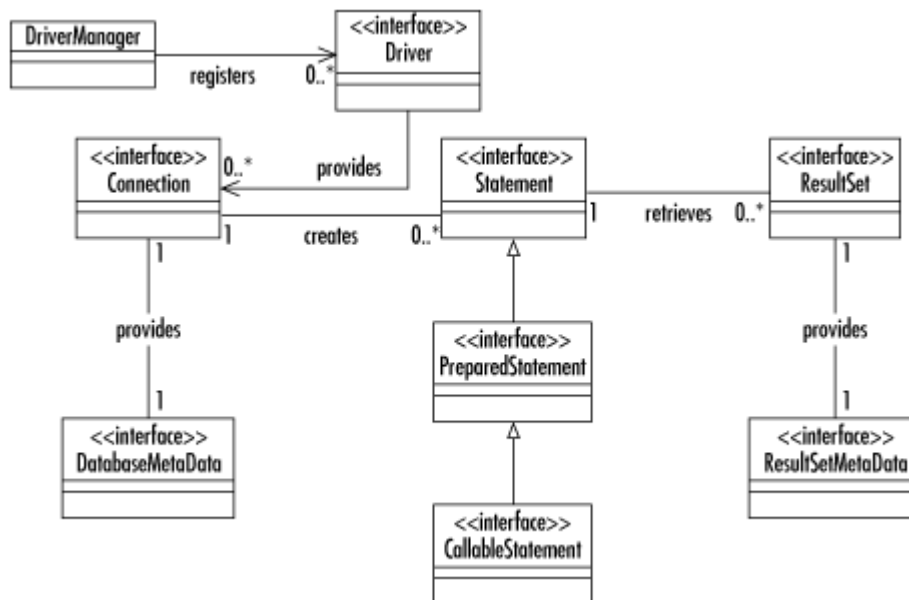 DriverManager
registers
0..*
<<interface>>
Driver
<<interface>>
Connection
0..*
provides
1
creates
0..*
<<interface>>
Statement
1
retrieves
0..*
<<interface>>
ResultSet
1
provides
1
<<interface>>
DatabaseMetaData
<<interface>>
PreparedStatement
<<interface>>
CallableStatement
1
provides
1
<<interface>>
ResultSetMetaData